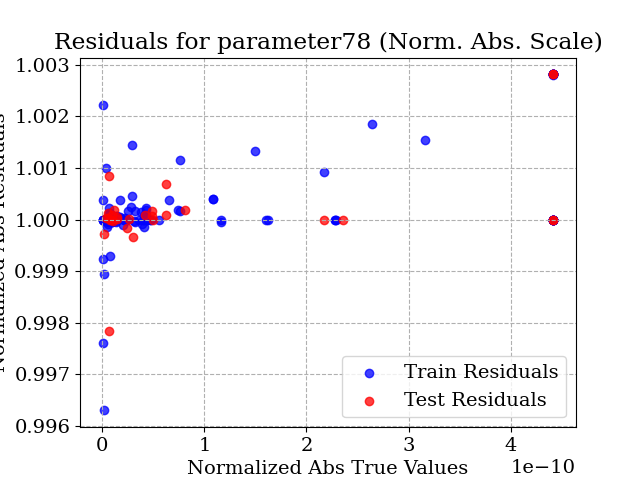 Residuals for parameter78 (Norm. Abs. Scale)
1.003
1.002
1.001
1.000
0.999
0.998
0.997
0.996
Normalized Abs Residuals
Train Residuals
Test Residuals
0
1
2
3
4
1e−10
Normalized Abs True Values